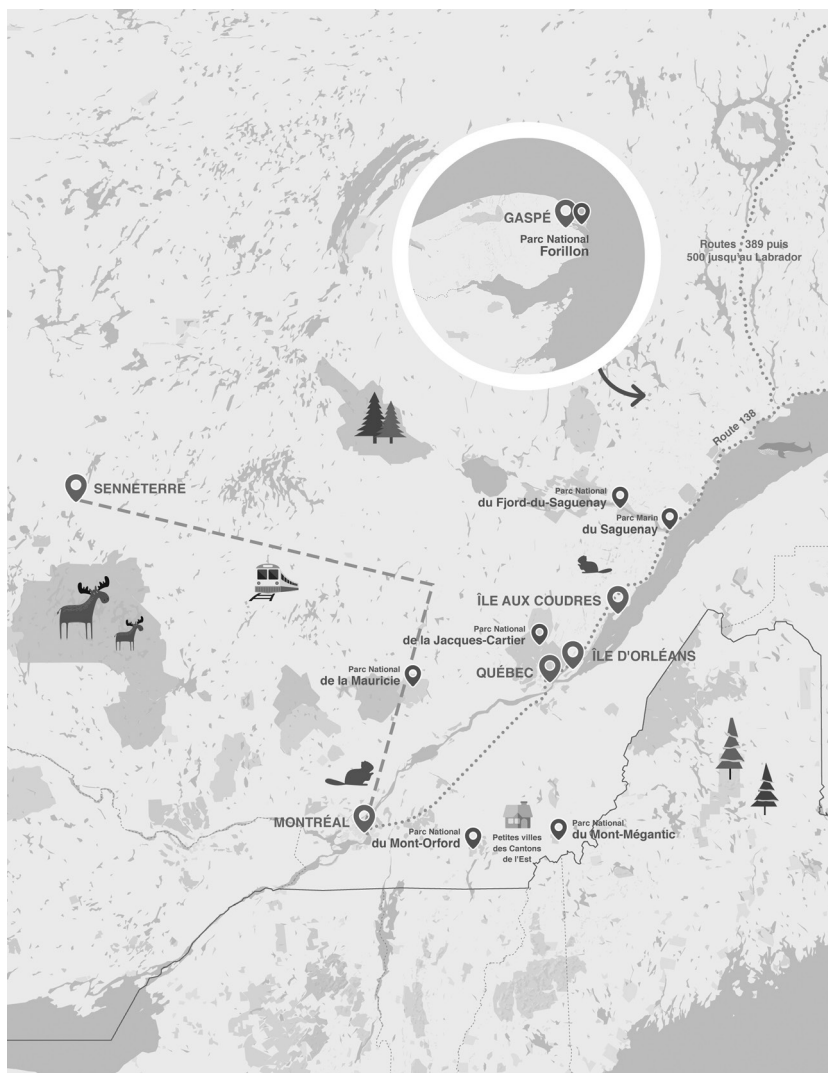 GASPÉ
Parc National
Forillon
Routes 389 puis
500 jusqu'au Labrador
Route 138
SENNETERRE
Parc National
du Fjord-du-Saguenay
Parc Marin
du Saguenay
ÎLE AUX COUDRES
Parc National
de la Jacques-Cartier
ÎLE D'ORLÉANS
QUÉBEC
Parc National
de la Mauricie
MONTRÉAL
Parc National
du Mont-Orford
Petites villes
des Cantons
de l'Est
Parc National
du Mont-Mégantic